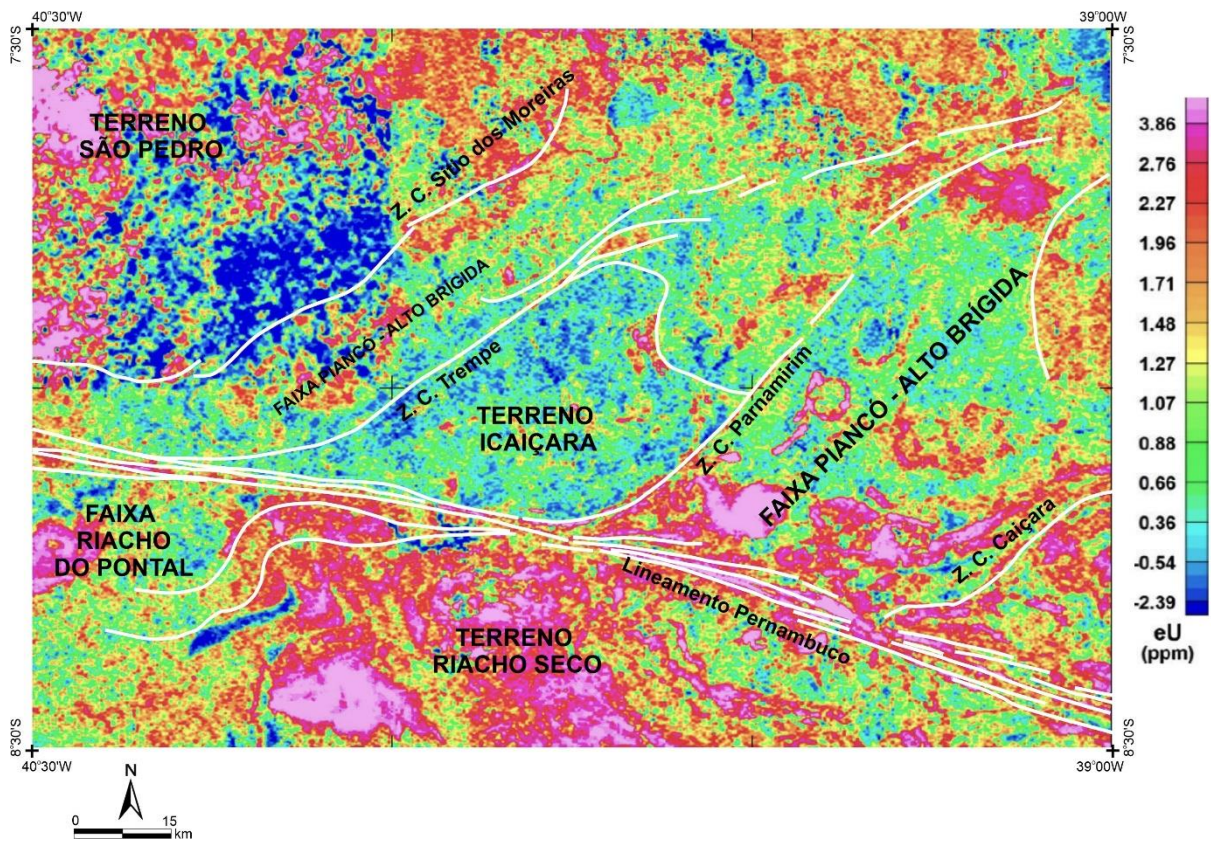 40°30'W
39°00'W
7°30'S
7°30'S
TERRENO
SÃO PEDRO
Z. C. Sítio dos Moreiras
FAIXA PIANCÓ - ALTO BRÍGIDA
Z. C. Trempe
TERRENO
ICAIÇARA
Z. C. Parnamirim
FAIXA PIANCÓ - ALTO BRÍGIDA
FAIXA
RIACHO
DO PONTAL
Z. C. Caiçara
Lineamento Pernambuco
TERRENO
RIACHO SECO
8°30'S
8°30'S
40°30'W
39°00'W
3.86
2.76
2.27
1.96
1.71
1.48
1.27
1.07
0.88
0.66
0.36
-0.54
-2.39
eU
(ppm)
N
0 15
km